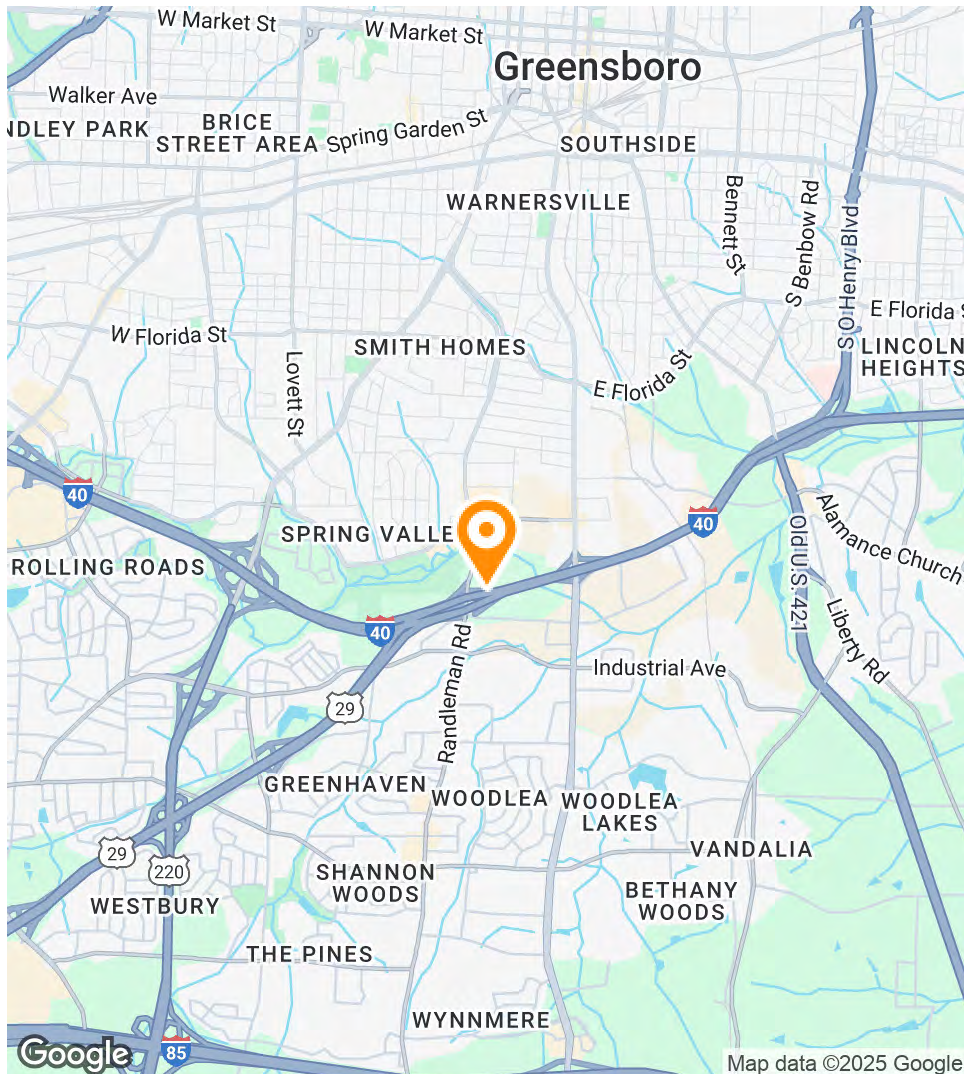 W Market St
W Market St
Greensboro
Walker Ave
NDLEY PARK
BRICE
STREET AREA
Spring Garden St
SOUTHSIDE
WARNERSVILLE
Bennett St
S Benbow Rd
S O Henry Blvd
W Florida St
E Florida S
SMITH HOMES
LINCOLN
HEIGHTS
Lovett St
E Florida St
40
40
SPRING VALLE
Alamance Church
Old U.S. 421
ROLLING ROADS
40
Liberty Rd
Randleman Rd
Industrial Ave
29
GREENHAVEN
WOODLEA
WOODLEA
LAKES
VANDALIA
29
220
SHANNON
WOODS
BETHANY
WOODS
WESTBURY
THE PINES
WYNNMERE
Google
85
Map data ©2025 Google